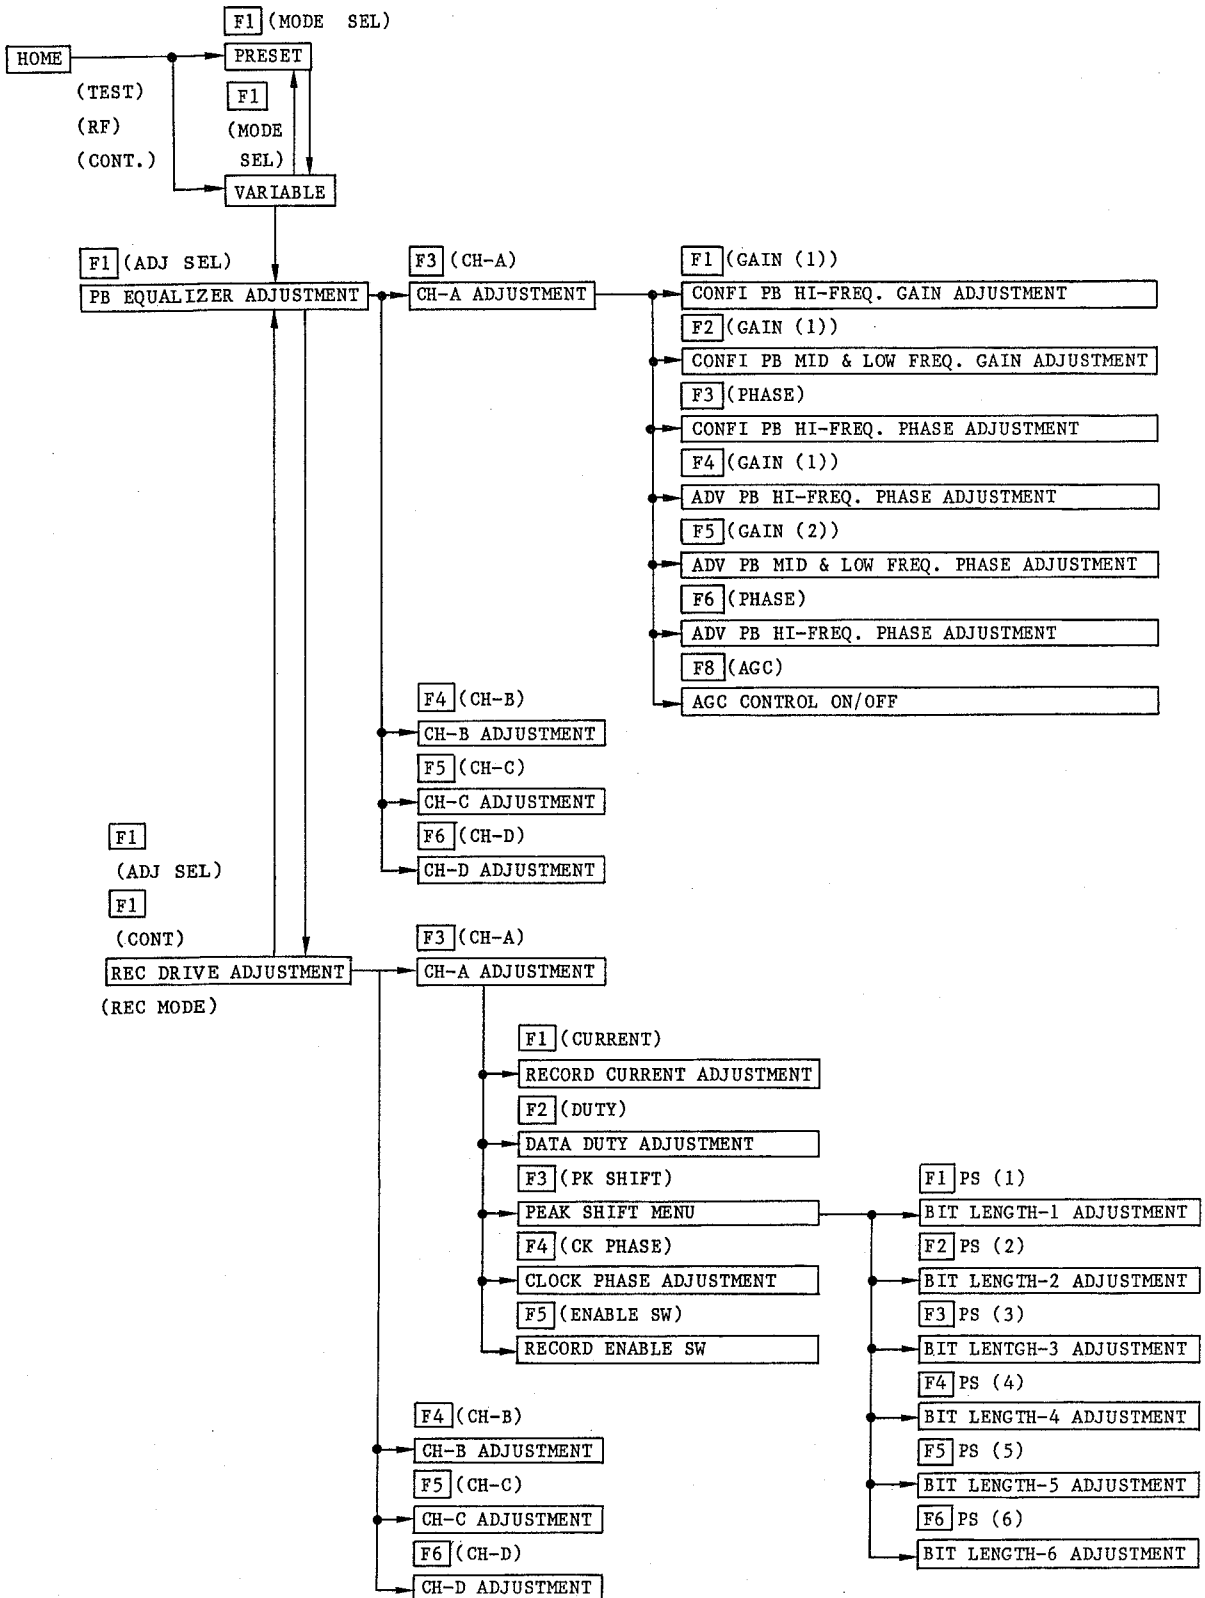 F1 (MODE SEL)
HOME
PRESET
(TEST)
(RF)
(CONT.)
F1
(MODE
SEL)
VARIABLE
F1 (ADJ SEL)
PB EQUALIZER ADJUSTMENT
F3 (CH-A)
CH-A ADJUSTMENT
F1 (GAIN (1))
CONFI PB HI-FREQ. GAIN ADJUSTMENT
F2 (GAIN (1))
CONFI PB MID & LOW FREQ. GAIN ADJUSTMENT
F3 (PHASE)
CONFI PB HI-FREQ. PHASE ADJUSTMENT
F4 (GAIN (1))
ADV PB HI-FREQ. PHASE ADJUSTMENT
F5 (GAIN (2))
ADV PB MID & LOW FREQ. PHASE ADJUSTMENT
F6 (PHASE)
ADV PB HI-FREQ. PHASE ADJUSTMENT
F8 (AGC)
AGC CONTROL ON/OFF
F4 (CH-B)
CH-B ADJUSTMENT
F5 (CH-C)
CH-C ADJUSTMENT
F6 (CH-D)
CH-D ADJUSTMENT
F1
(ADJ SEL)
F1
(CONT)
REC DRIVE ADJUSTMENT
(REC MODE)
F3 (CH-A)
CH-A ADJUSTMENT
F1 (CURRENT)
RECORD CURRENT ADJUSTMENT
F2 (DUTY)
DATA DUTY ADJUSTMENT
F3 (PK SHIFT)
PEAK SHIFT MENU
F4 (CK PHASE)
CLOCK PHASE ADJUSTMENT
F5 (ENABLE SW)
RECORD ENABLE SW
F1 PS (1)
BIT LENGTH-1 ADJUSTMENT
F2 PS (2)
BIT LENGTH-2 ADJUSTMENT
F3 PS (3)
BIT LENTGH-3 ADJUSTMENT
F4 PS (4)
BIT LENGTH-4 ADJUSTMENT
F5 PS (5)
BIT LENGTH-5 ADJUSTMENT
F6 PS (6)
BIT LENGTH-6 ADJUSTMENT
F4 (CH-B)
CH-B ADJUSTMENT
F5 (CH-C)
CH-C ADJUSTMENT
F6 (CH-D)
CH-D ADJUSTMENT